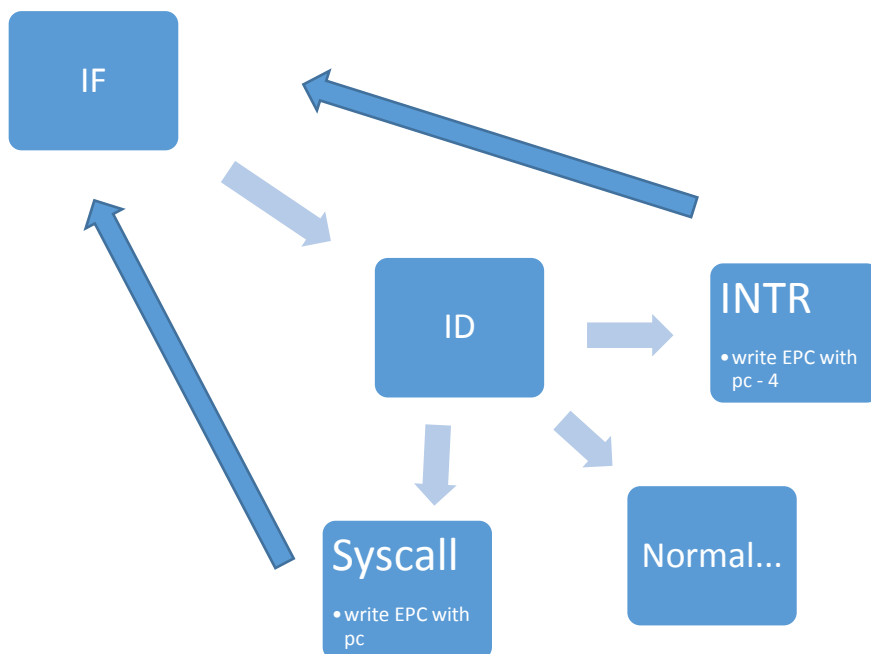 IF
ID
INTR
•write EPC with
pc - 4
Syscall
•write EPC with
pc
Normal...